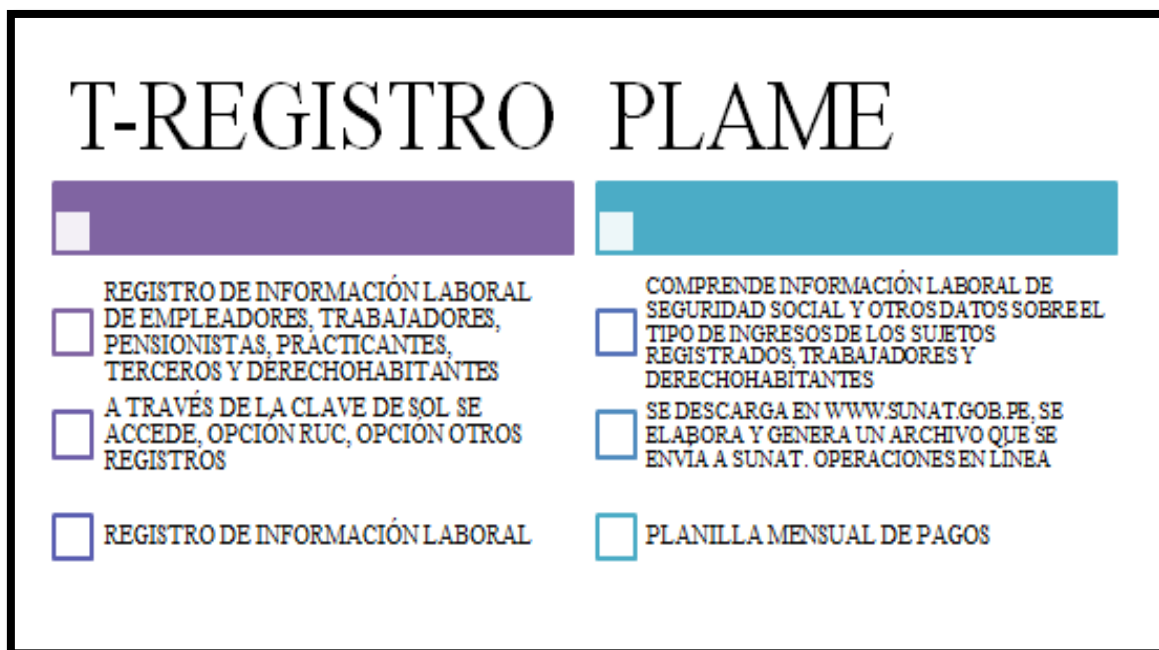 T-REGISTRO
REGISTRO DE INFORMACIÓN LABORAL
DE EMPLEADORES, TRABAJADORES,
PENSIONISTAS, PRACTICANTES,
TERCEROS Y DERECHOHABITANTES
A TRAVÉS DE LA CLAVE DE SOL SE
ACCEDE, OPCIÓN RUC, OPCIÓN OTROS
REGISTROS
REGISTRO DE INFORMACIÓN LABORAL
PLAME
COMPRENDE INFORMACIÓN LABORAL DE
SEGURIDAD SOCIAL Y OTROS DATOS SOBRE EL
TIPO DE INGRESOS DE LOS SUJETOS
REGISTRADOS, TRABAJADORES Y
DERECHOHABITANTES
SE DESCARGA EN WWW.SUNAT.GOB.PE, SE
ELABORA Y GENERA UN ARCHIVO QUE SE
ENVÍA A SUNAT. OPERACIONES EN LÍNEA
PLANILLA MENSUAL DE PAGOS